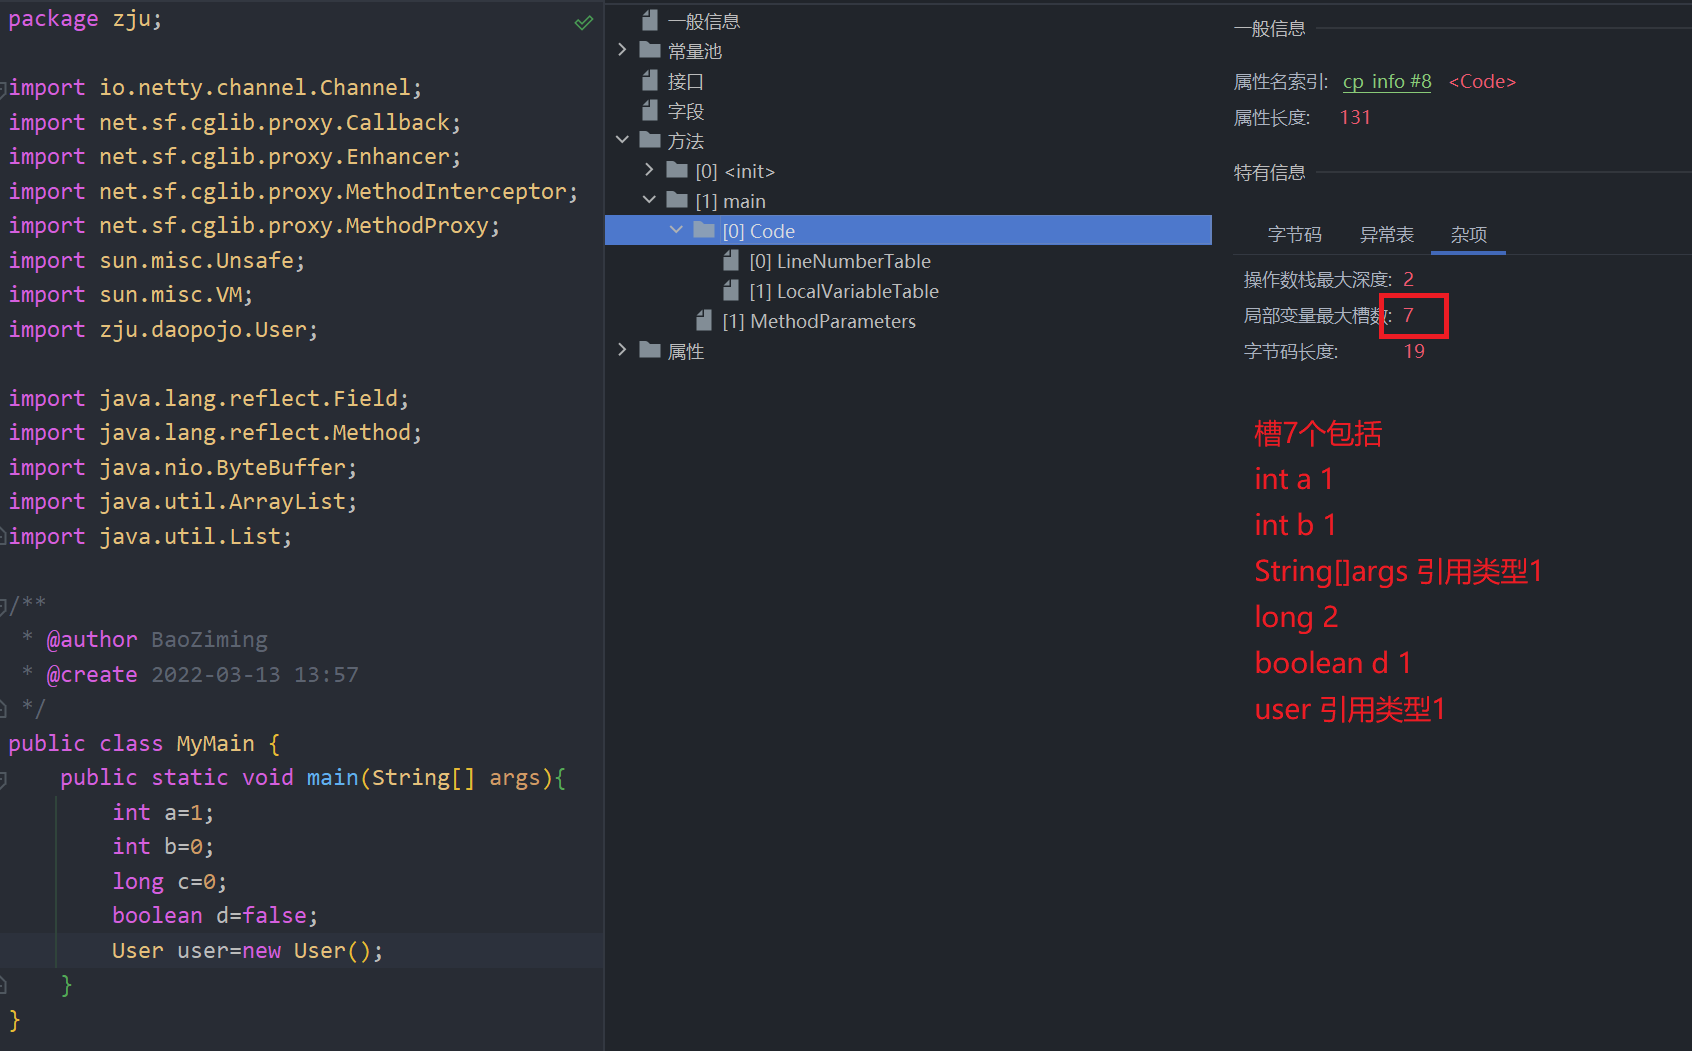 package zju;
import io.netty.channel.Channel;
import net.sf.cglib.proxy.Callback;
import net.sf.cglib.proxy.Enhancer;
import net.sf.cglib.proxy.MethodInterceptor;
import net.sf.cglib.proxy.MethodProxy;
import sun.misc.Unsafe;
import sun.misc.VM;
import zju.daopojo.User;
import java.lang.reflect.Field;
import java.lang.reflect.Method;
import java.nio.ByteBuffer;
import java.util.ArrayList;
import java.util.List;
/**
* @author BaoZiming
* @create 2022-03-13 13:57
*/
public class MyMain {
public static void main(String[] args){
int a=1;
int b=0;
long c=0;
boolean d=false;
User user=new User();
}
}
一般信息
常量池
接口
字段
方法
[0] <init>
[1] main
[0] Code
[0] LineNumberTable
[1] LocalVariableTable
[1] MethodParameters
属性
一般信息
属性名索引: cp_info #8 <Code>
属性长度: 131
特有信息
字节码 异常表 杂项
操作数栈最大深度: 2
局部变量最大槽数: 7
字节码长度: 19
槽7个包括
int a 1
int b 1
String[]args 引用类型1
long 2
boolean d 1
user 引用类型1